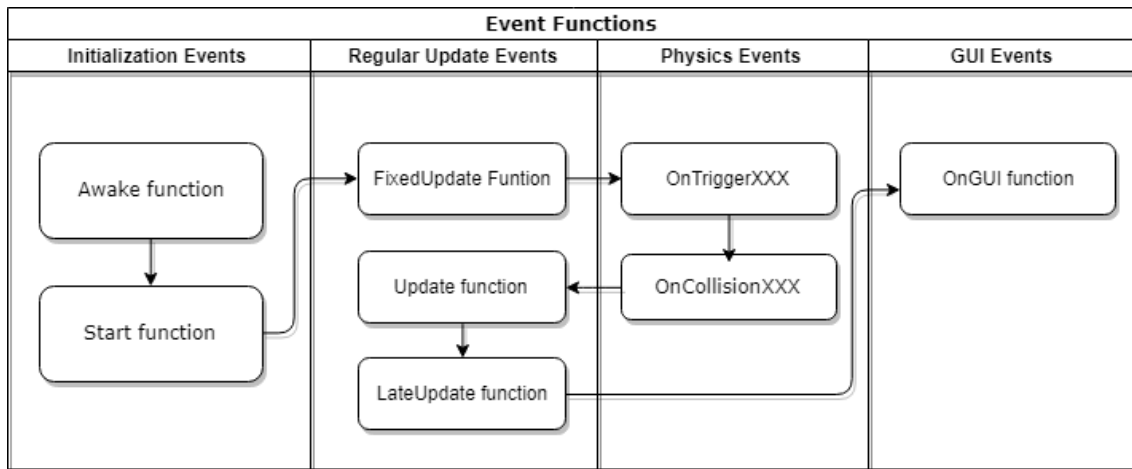 Event Functions
Initialization Events
Regular Update Events
Physics Events
GUI Events
Awake function
Start function
FixedUpdate Funtion
OnTriggerXXX
OnCollisionXXX
Update function
LateUpdate function
OnGUI function